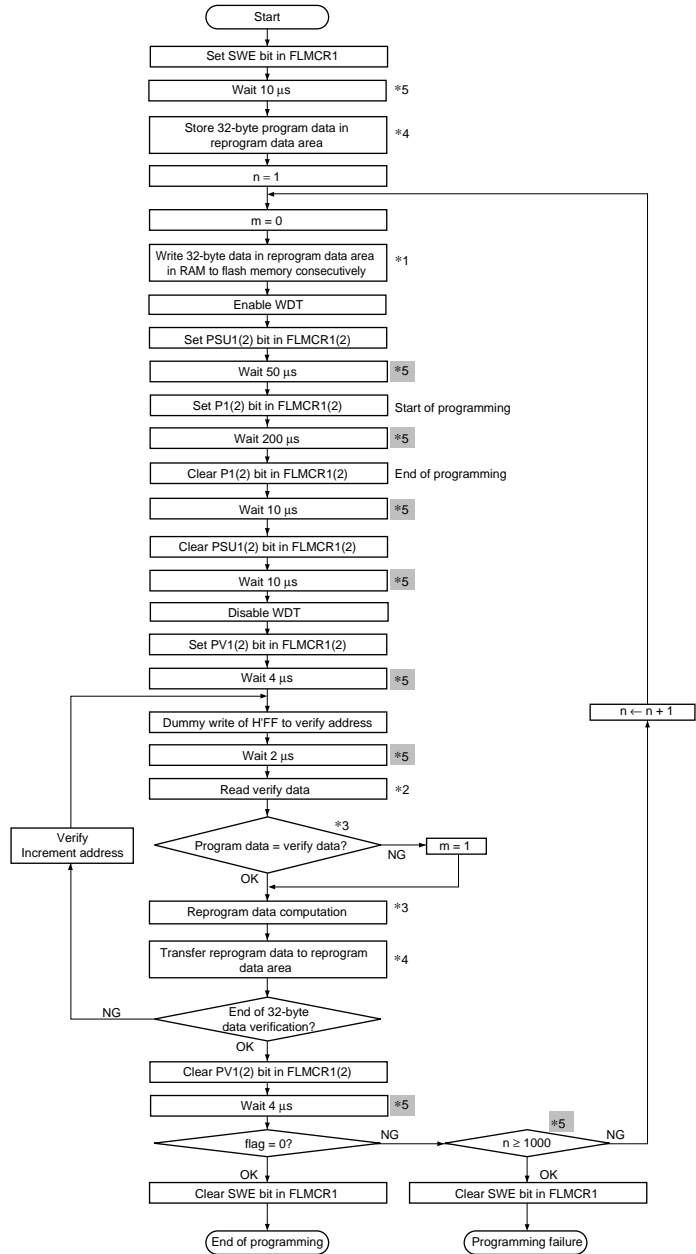 Start
Set SWE bit in FLMCR1
Wait 10 µs
*5
Store 32-byte program data in
reprogram data area
*4
n = 1
m = 0
Write 32-byte data in reprogram data area
in RAM to flash memory consecutively
*1
Enable WDT
Set PSU1(2) bit in FLMCR1(2)
Wait 50 µs
*5
Set P1(2) bit in FLMCR1(2)
Start of programming
Wait 200 µs
*5
Clear P1(2) bit in FLMCR1(2)
End of programming
Wait 10 µs
*5
Clear PSU1(2) bit in FLMCR1(2)
Wait 10 µs
*5
Disable WDT
Set PV1(2) bit in FLMCR1(2)
Wait 4 µs
*5
n ← n + 1
Dummy write of H'FF to verify address
Wait 2 µs
*5
Read verify data
*2
Verify
Increment address
*3
Program data = verify data?
NG
m = 1
OK
Reprogram data computation
*3
Transfer reprogram data to reprogram
data area
*4
NG
End of 32-byte
data verification?
OK
Clear PV1(2) bit in FLMCR1(2)
Wait 4 µs
*5
*5
flag = 0?
NG
n ≥ 1000
NG
OK
OK
Clear SWE bit in FLMCR1
Clear SWE bit in FLMCR1
End of programming
Programming failure